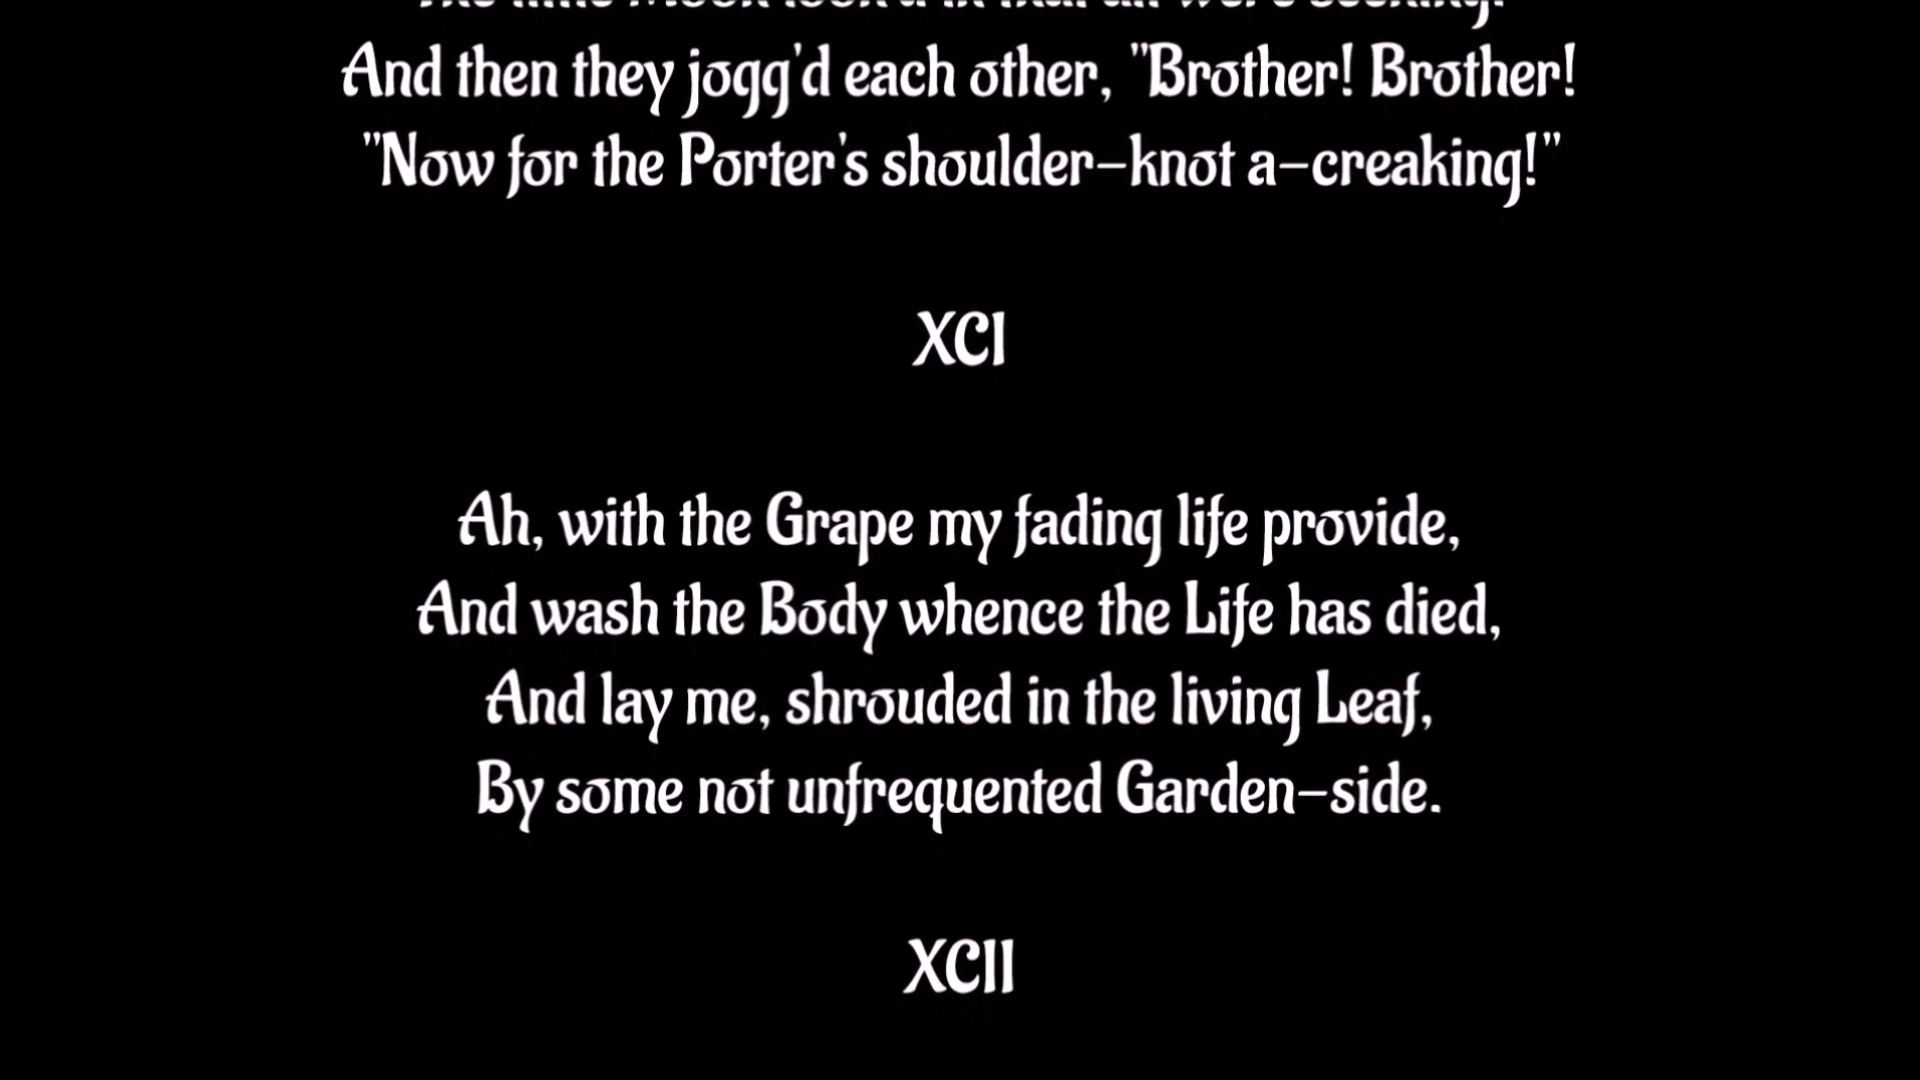 And then they jogg'd each other, "Brother! Brother!
"Now for the Porter's shoulder-knot a-creaking!"
XCI
Ah, with the Grape my fading life provide,
And wash the Body whence the Life has died,
And lay me, shrouded in the living Leaf,
By some not unfrequented Garden-side.
XCII